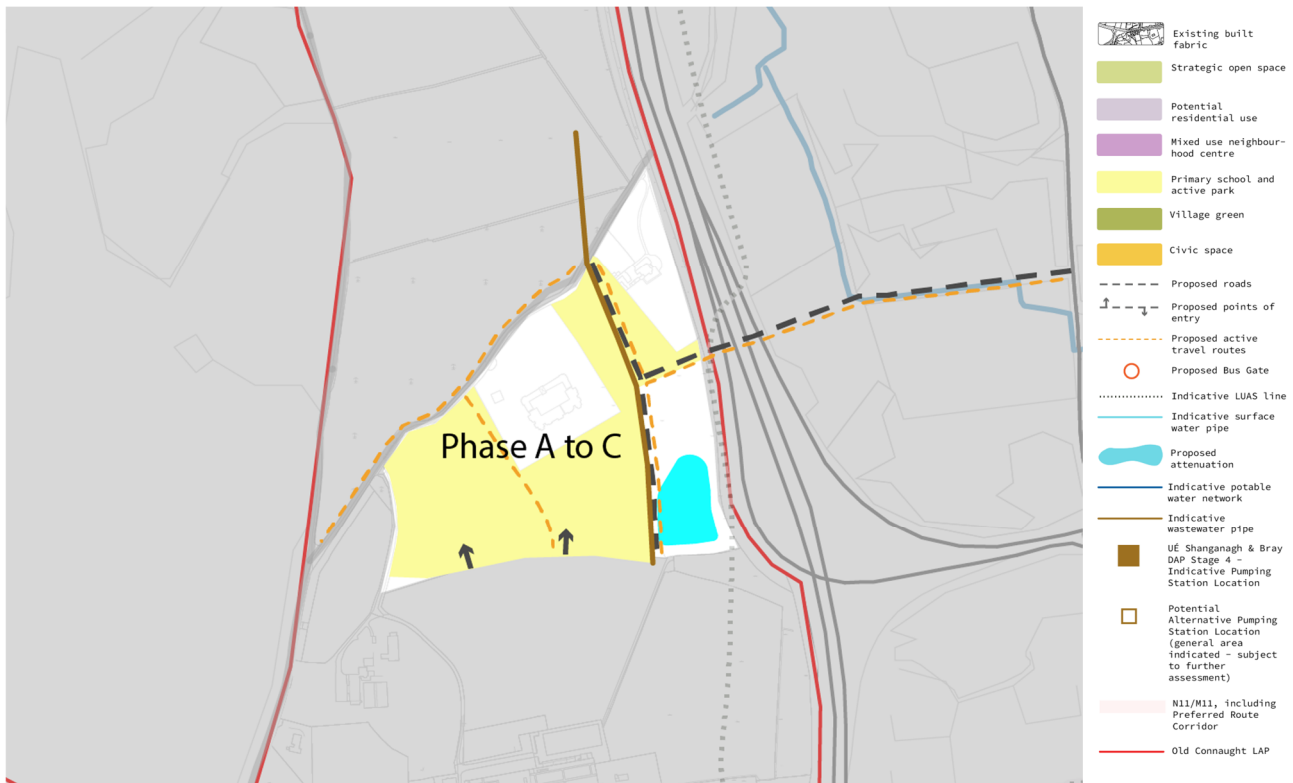 Phase A to C
Existing built
fabric
Strategic open space
Potential
residential use
Mixed use neighbour-
hood centre
Primary school and
active park
Village green
Civic space
Proposed roads
Proposed points of
entry
Proposed active
travel routes
Proposed Bus Gate
Indicative LUAS line
Indicative surface
water pipe
Proposed
attenuation
Indicative potable
water network
Indicative
wastewater pipe
UÉ Shanganagh & Bray
DAP Stage 4 –
Indicative Pumping
Station Location
Potential
Alternative Pumping
Station Location
(general area
indicated – subject
to further
assessment)
N11/M11, including
Preferred Route
Corridor
Old Connaught LAP